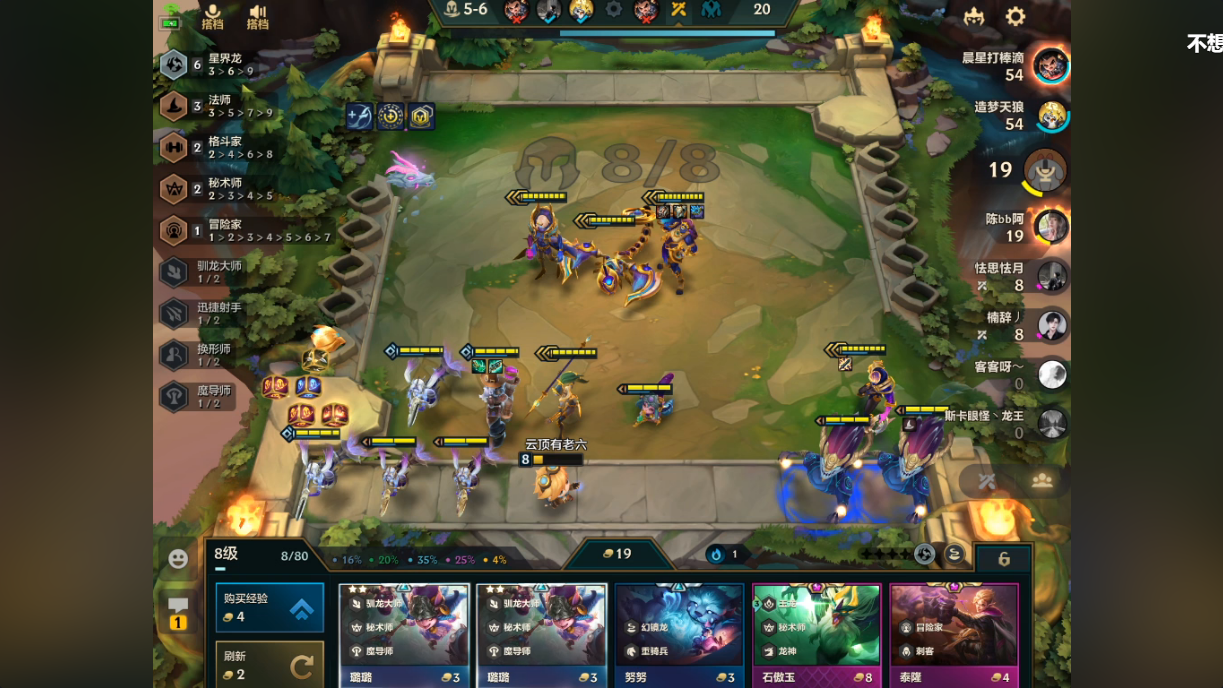 搭档
搭档
5-6
20
不想
6 星界龙
3 > 6 > 9
3 法师
3 > 5 > 7 > 9
2 格斗家
2 > 4 > 6 > 8
2 秘术师
2 > 3 > 4 > 5
1 冒险家
1 > 2 > 3 > 4 > 5 > 6 > 7
驯龙大师
1 / 2
迅捷射手
1 / 2
换形师
1 / 2
魔导师
1 / 2
8/8
晨星打棒滴
54
造梦天狼
54
19
陈bb阿
19
怯思怯月
8
楠辞丿
8
客客呀～
0
斯卡眼怪丶龙王
0
云顶有老六
8
8级
8/80
16% 20% 35% 25% 4%
19
1
购买经验
4
刷新
2
1
驯龙大师
秘术师
魔导师
璐璐 3
驯龙大师
秘术师
魔导师
璐璐 3
幻镜龙
重骑兵
努努 3
3 玉龙
秘术师
龙神
石傲玉 8
冒险家
刺客
泰隆 4